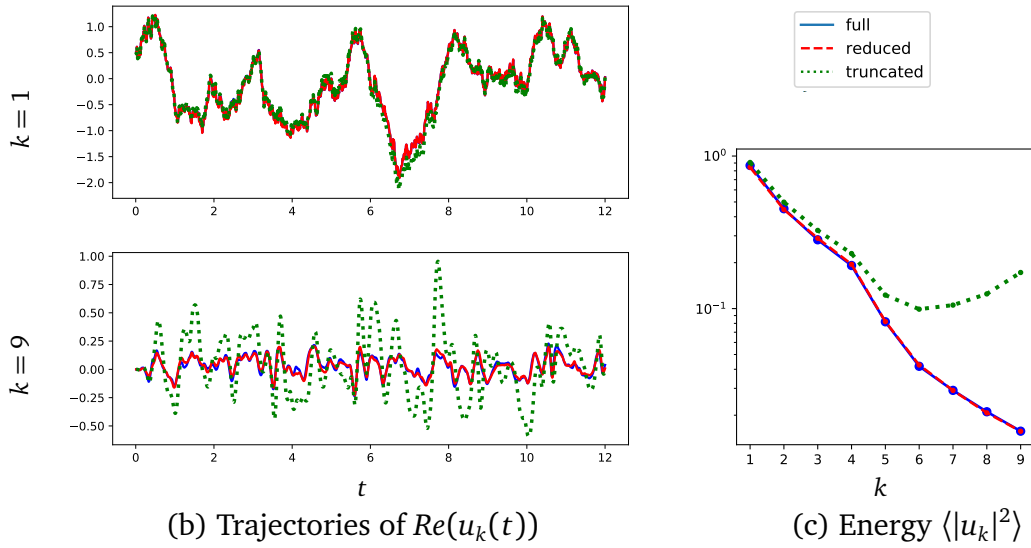 k = 1
1.0
0.5
0.0
−0.5
−1.0
−1.5
−2.0
0 2 4 6 8 10 12
k = 9
1.00
0.75
0.50
0.25
0.00
−0.25
−0.50
0 2 4 6 8 10 12
t
(b) Trajectories of Re(u_k(t))
full
reduced
truncated
10^0
10^−1
1 2 3 4 5 6 7 8 9
k
(c) Energy ⟨|u_k|^2⟩